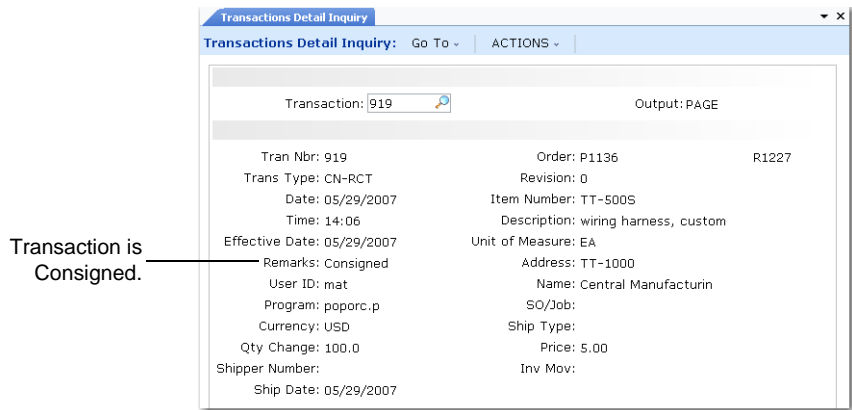 Transactions Detail Inquiry
Transactions Detail Inquiry: Go To ACTIONS
Transaction: 919 Output: PAGE
Tran Nbr: 919 Order: P1136 R1227
Trans Type: CN-RCT Revision: 0
Date: 05/29/2007 Item Number: TT-500S
Time: 14:06 Description: wiring harness, custom
Effective Date: 05/29/2007 Unit of Measure: EA
Transaction is
Consigned.
Remarks: Consigned Address: TT-1000
User ID: mat Name: Central Manufacturin
Program: poporc.p SO/Job:
Currency: USD Ship Type:
Qty Change: 100.0 Price: 5.00
Shipper Number: Inv Mov:
Ship Date: 05/29/2007